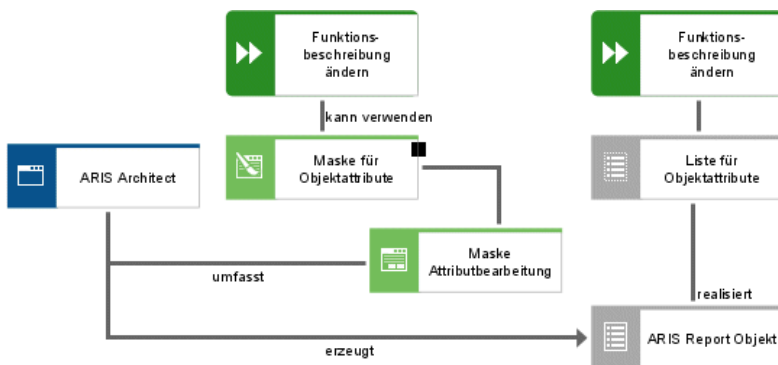 Funktions-
beschreibung
ändern
Funktions-
beschreibung
ändern
kann verwenden
ARIS Architect
Maske für
Objektattribute
Liste für
Objektattribute
Maske
Attributbearbeitung
umfasst
realisiert
ARIS Report Objekt
erzeugt